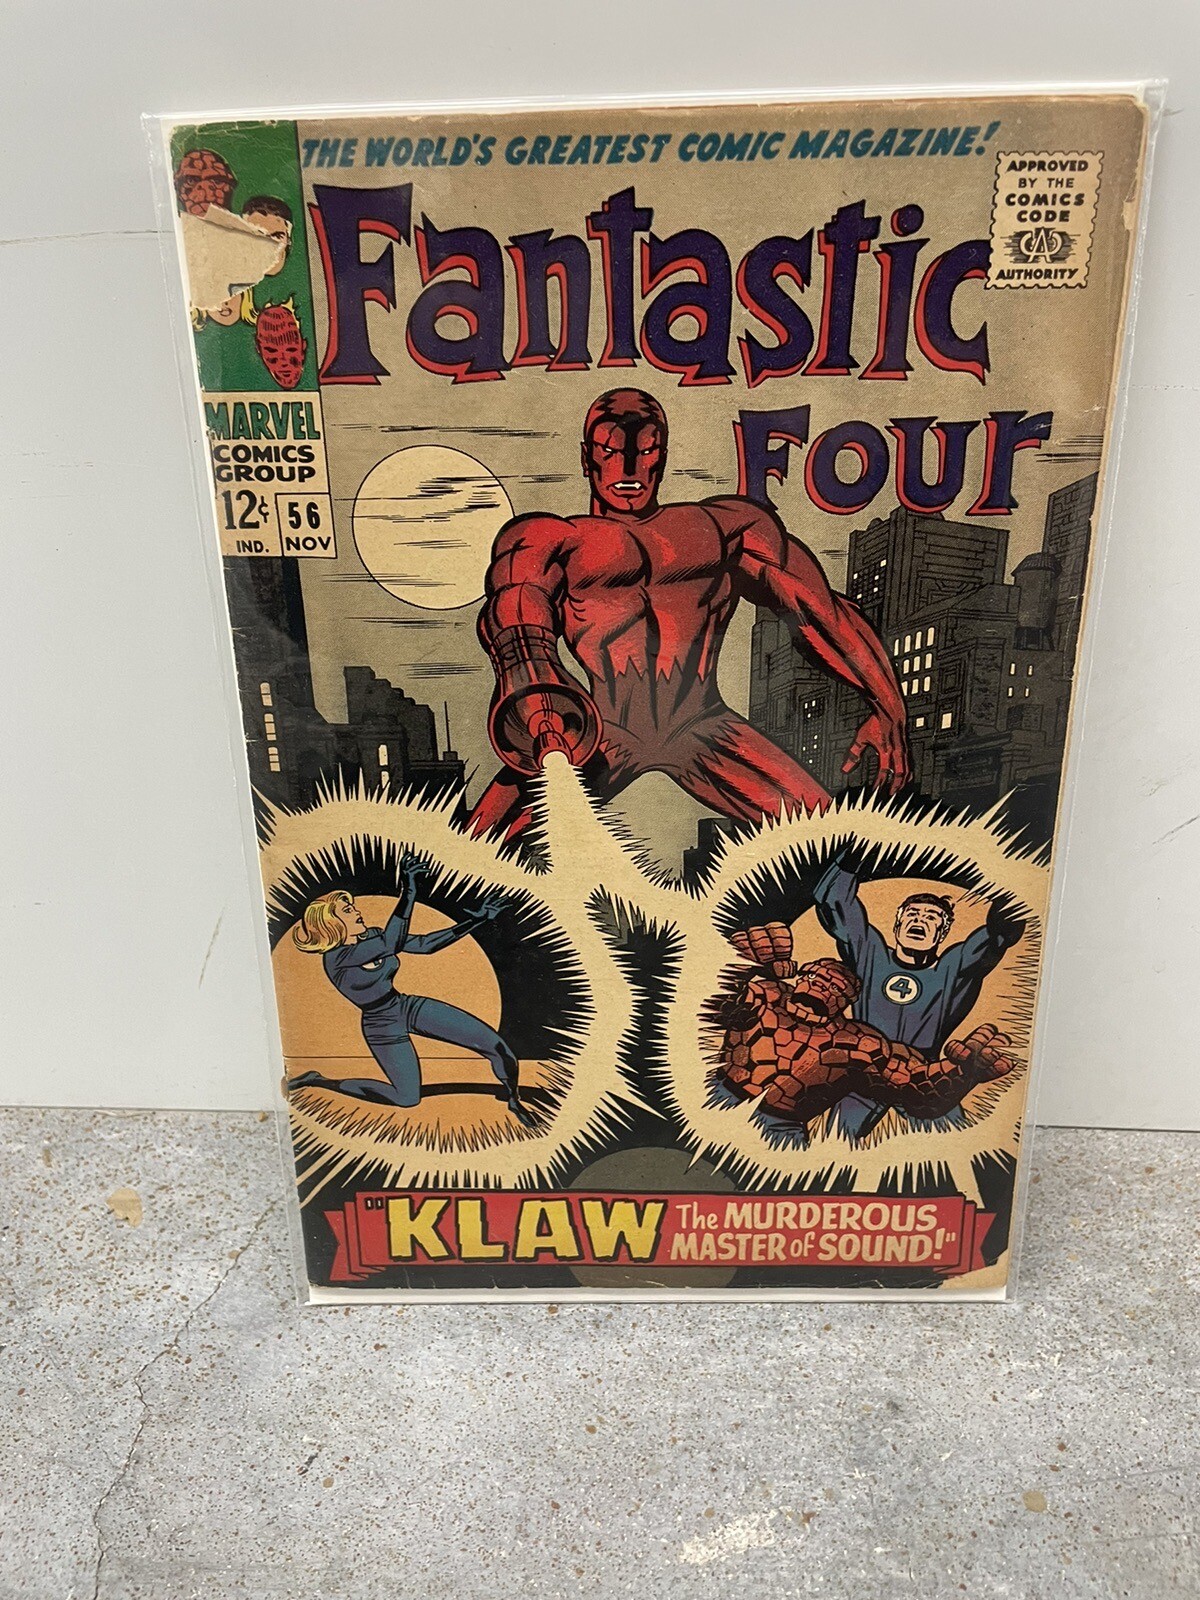 THE WORLD'S GREATEST COMIC MAGAZINE!
FanTasTic
Four
APPROVED
BY THE
COMICS
CODE
CA
AUTHORITY
MARVEL
COMICS
GROUP
12¢
IND.
56
NOV
4
"KLAW The MURDEROUS
MASTER of SOUND!"